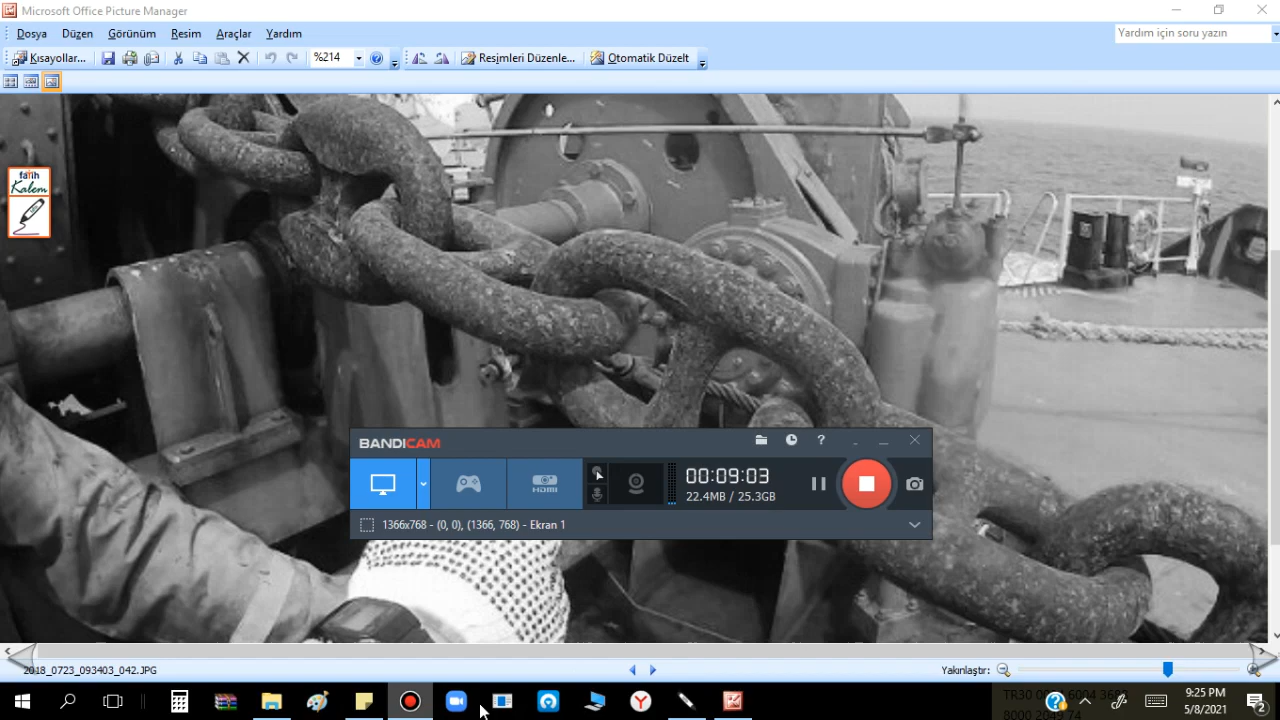 Microsoft Office Picture Manager
Dosya Düzen Görünüm Resim Araçlar Yardım
Yardım için soru yazın
Kısayollar... %214 Resimleri Düzenle... Otomatik Düzelt
fatih
Kalem
BANDICAM
HDMI
00:09:03
22.4MB / 25.3GB
1366x768 - (0, 0), (1366, 768) - Ekran 1
2018_0723_093403_042.JPG
Yakınlaştır:
9:25 PM
5/8/2021
2